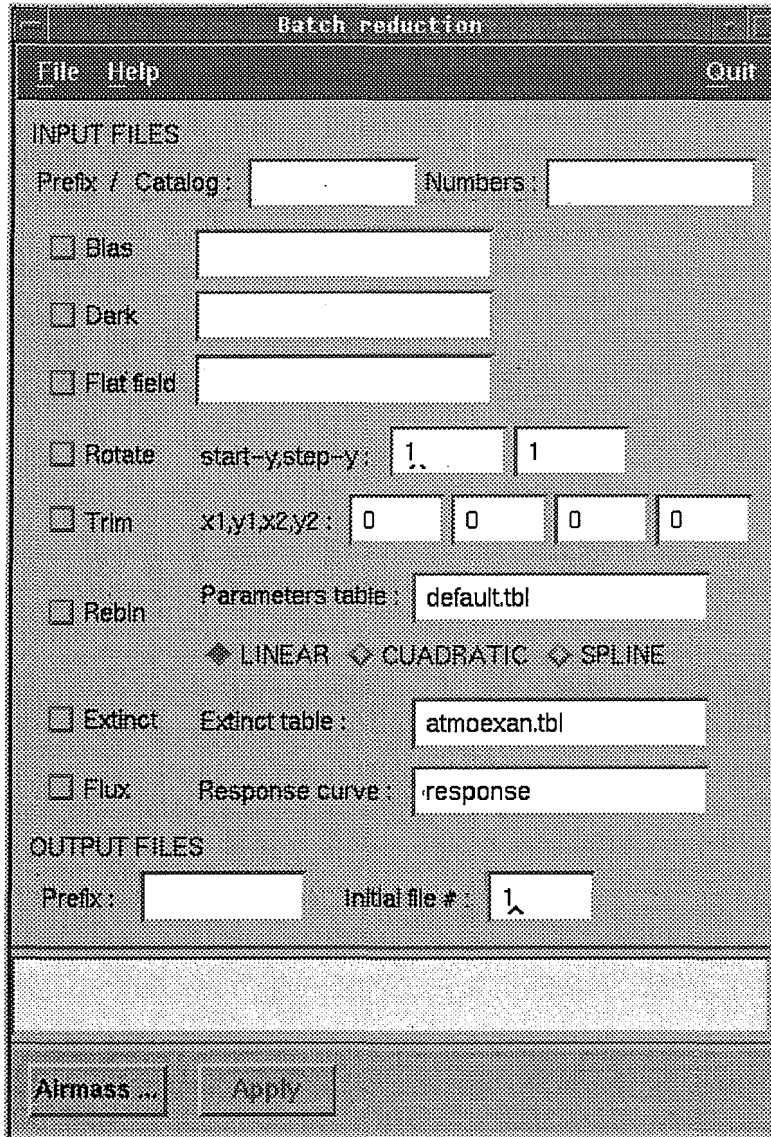 Batch reduction
File Help Quit
INPUT FILES
Prefix / Catalog : Numbers :
Bias
Dark
Flat field
Rotate start-y,step-y : 1 1
Trim x1,y1,x2,y2 : 0 0 0 0
Rebin Parameters table : default.tbl
LINEAR CUADRATIC SPLINE
Extinct Extinct table : atmoexan.tbl
Flux Response curve : response
OUTPUT FILES
Prefix : Initial file # : 1
Airmass ... Apply